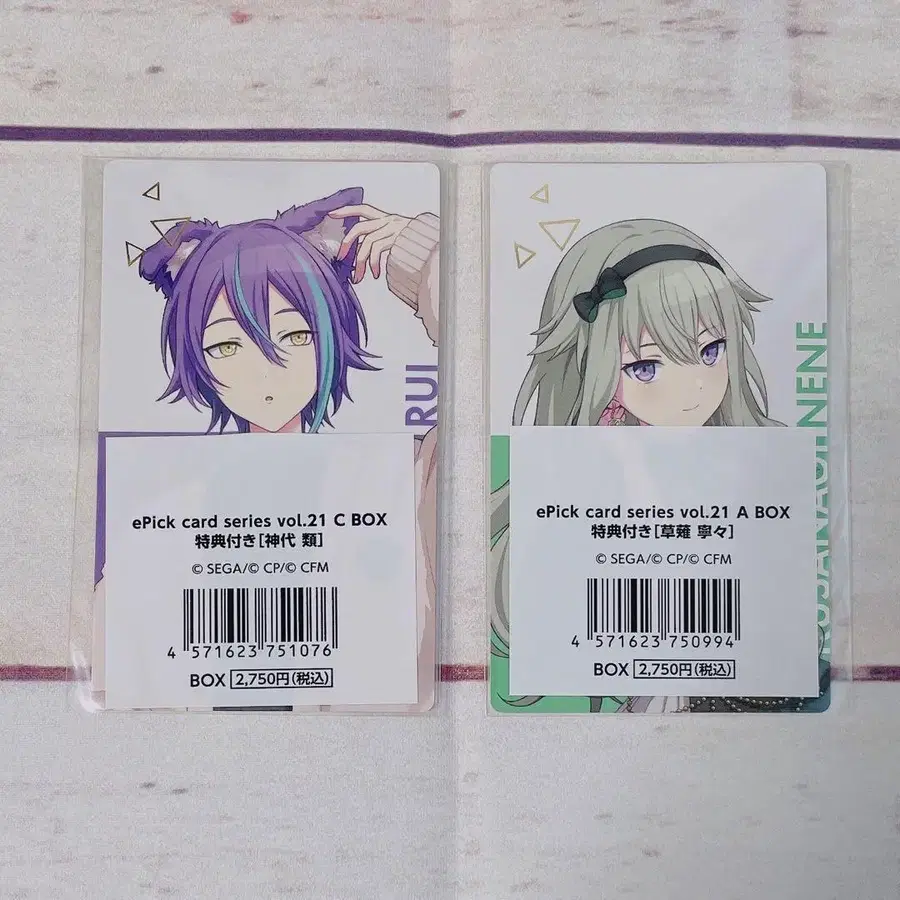 RUI
ePick card series vol.21 C BOX
特典付き[神代 類]
© SEGA/© CP/© CFM
4 571623 751076
BOX 2,750円(税込)
NENE
ePick card series vol.21 A BOX
特典付き[草薙 寧々]
© SEGA/© CP/© CFM
4 571623 750994
BOX 2,750円(税込)